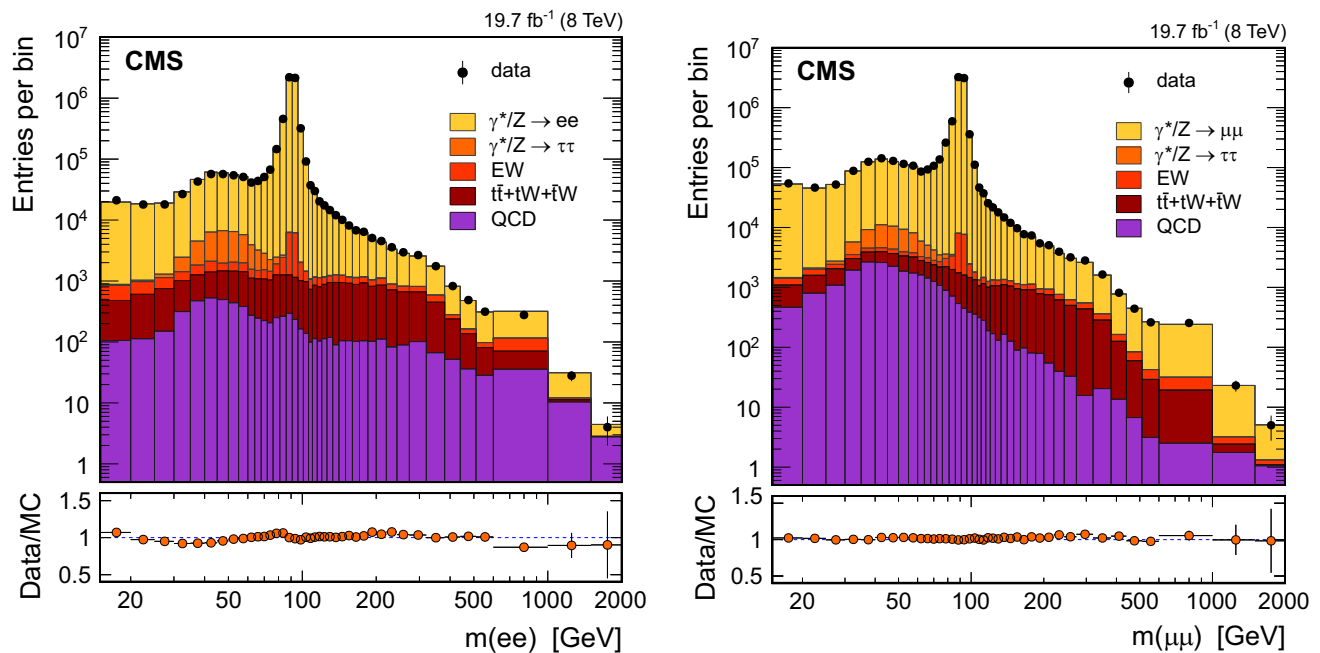 19.7 fb⁻¹ (8 TeV)
Entries per bin
10⁷
10⁶
10⁵
10⁴
10³
10²
10
1
CMS
data
γ*/Z → ee
γ*/Z → ττ
EW
tt̄+tW+t̄W
QCD
Data/MC
1.5
1
0.5
20 100 200 500 1000 2000
m(ee) [GeV]
19.7 fb⁻¹ (8 TeV)
Entries per bin
10⁷
10⁶
10⁵
10⁴
10³
10²
10
1
CMS
data
γ*/Z → μμ
γ*/Z → ττ
EW
tt̄+tW+t̄W
QCD
Data/MC
1.5
1
0.5
20 100 200 500 1000 2000
m(μμ) [GeV]